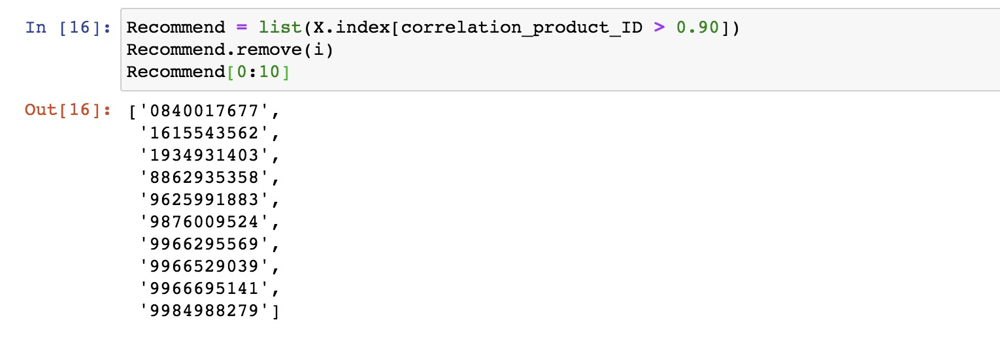 In [16]: Recommend = list(X.index[correlation_product_ID > 0.90])
Recommend.remove(i)
Recommend[0:10]
Out[16]: ['0840017677',
'1615543562',
'1934931403',
'8862935358',
'9625991883',
'9876009524',
'9966295569',
'9966529039',
'9966695141',
'9984988279']